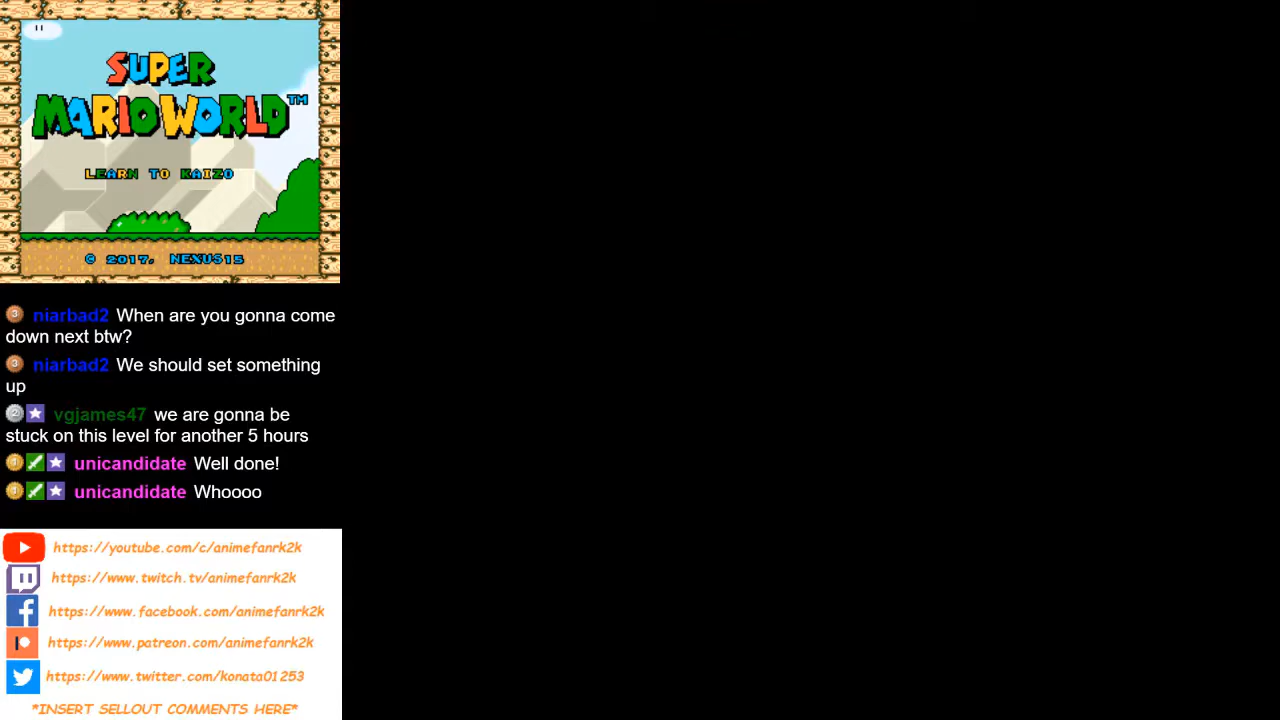 SUPER
MARIO WORLD™
LEARN TO KAIZO
© 2017, NEXUS15
niarbad2 When are you gonna come
down next btw?
niarbad2 We should set something
up
vgjames47 we are gonna be
stuck on this level for another 5 hours
unicandidate Well done!
unicandidate Whoooo
https://youtube.com/c/animefanrk2k
https://www.twitch.tv/animefanrk2k
https://www.facebook.com/animefanrk2k
https://www.patreon.com/animefanrk2k
https://www.twitter.com/konata01253
*INSERT SELLOUT COMMENTS HERE*